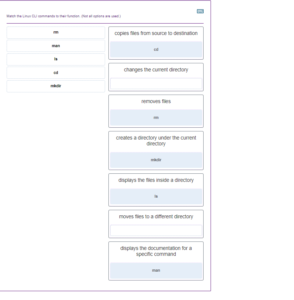 Match the Linux CLI commands to their function. (Not all options are used.)
rm
man
ls
cd
mkdir
copies files from source to destination
cd
changes the current directory
removes files
rm
creates a directory under the current
directory
mkdir
displays the files inside a directory
ls
moves files to a different directory
displays the documentation for a
specific command
man